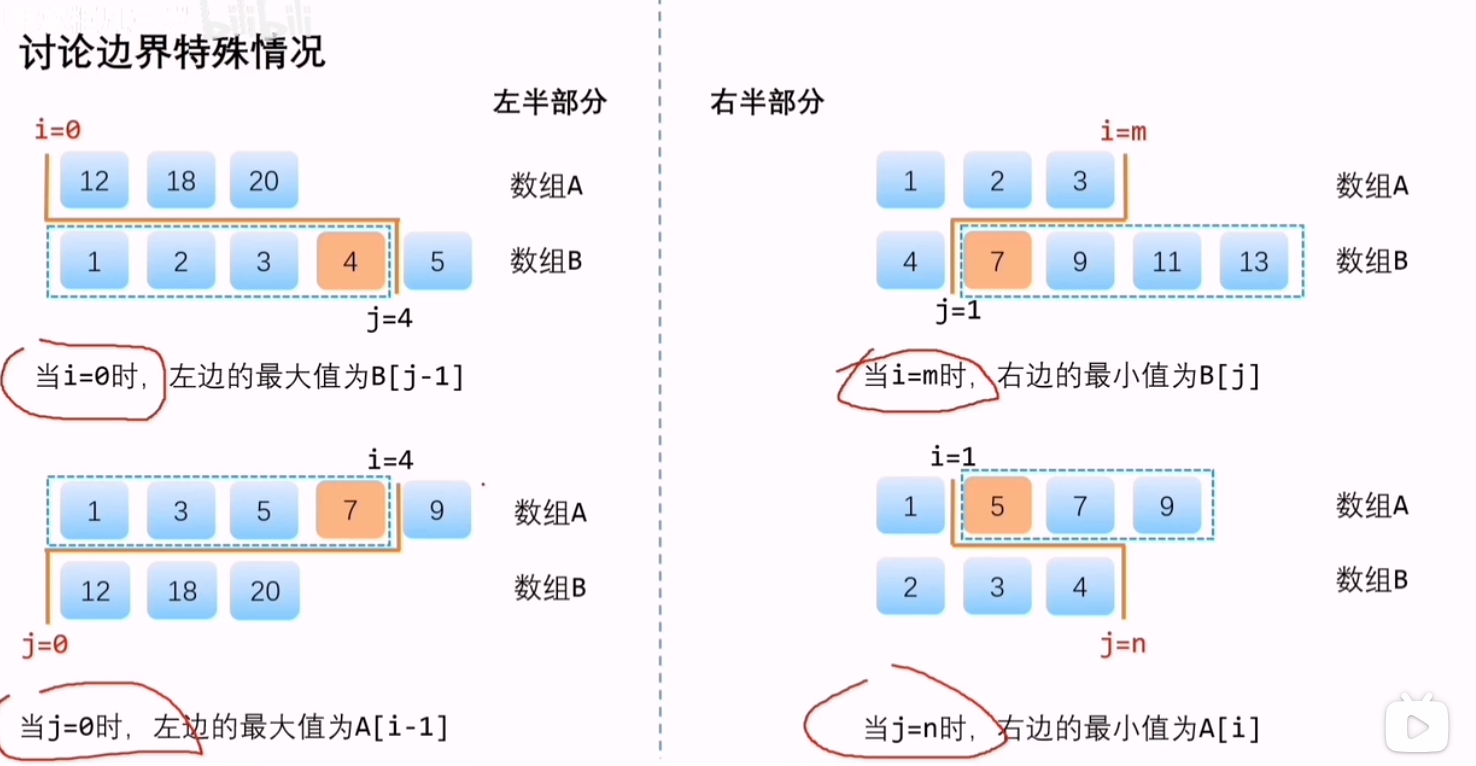 bilibili
讨论边界特殊情况
左半部分
i=0
12 18 20 数组A
1 2 3 4 5 数组B
j=4
当i=0时，左边的最大值为B[j-1]
i=4
1 3 5 7 9 数组A
12 18 20 数组B
j=0
当j=0时，左边的最大值为A[i-1]
右半部分
i=m
1 2 3 数组A
4 7 9 11 13 数组B
j=1
当i=m时，右边的最小值为B[j]
i=1
1 5 7 9 数组A
2 3 4 数组B
j=n
当j=n时，右边的最小值为A[i]